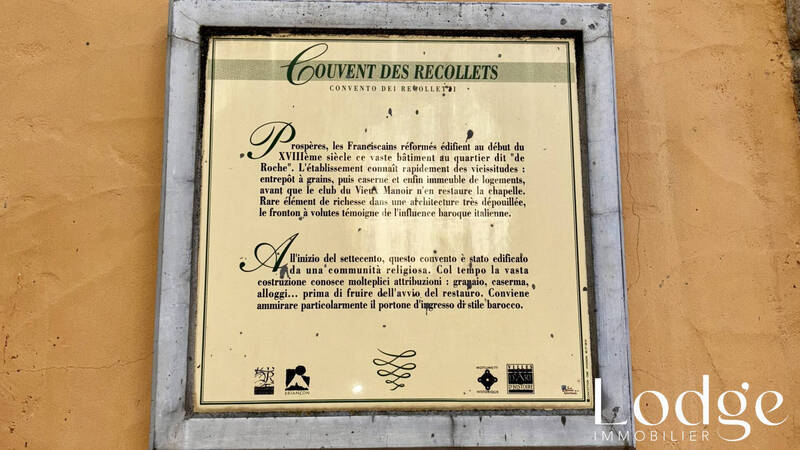 COUVENT DES RECOLLETS
CONVENTO DEI RECOLLETTI
Prospères, les Franciscains réformés édifient au début du
XVIIIème siècle ce vaste bâtiment au quartier dit "de
Roche". L'établissement connaît rapidement des vicissitudes :
entrepôt à grains, puis caserne et enfin immeuble de logements,
avant que le club du Vieux Manoir n'en restaure la chapelle.
Rare élément de richesse dans une architecture très dépouillée,
le fronton à volutes témoigne de l'influence baroque italienne.
All'inizio del settecento, questo convento è stato edificato
da una communità religiosa. Col tempo la vasta
costruzione conosce molteplici attribuzioni : granaio, caserma,
alloggi... prima di fruire dell'avvio del restauro. Conviene
ammirare particolarmente il portone d'ingresso di stile barocco.
BRIANÇON
MONUMENT
HISTORIQUE
VILLE
D'ART
D'HISTOIRE
Lodge
IMMOBILIER